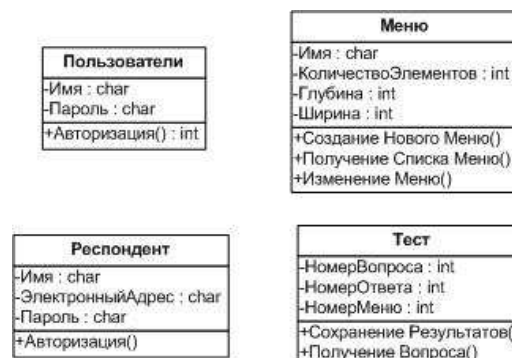 Пользователи
-Имя : char
-Пароль : char
+Авторизация() : int
Меню
-Имя : char
-КоличествоЭлементов : int
-Глубина : int
-Ширина : int
+Создание Нового Меню()
+Получение Списка Меню()
+Изменение Меню()
Респондент
-Имя : char
-ЭлектронныйАдрес : char
-Пароль : char
+Авторизация()
Тест
-НомерВопроса : int
-НомерОтвета : int
-НомерМеню : int
+Сохранение Результатов(
+Получение Вопроса()